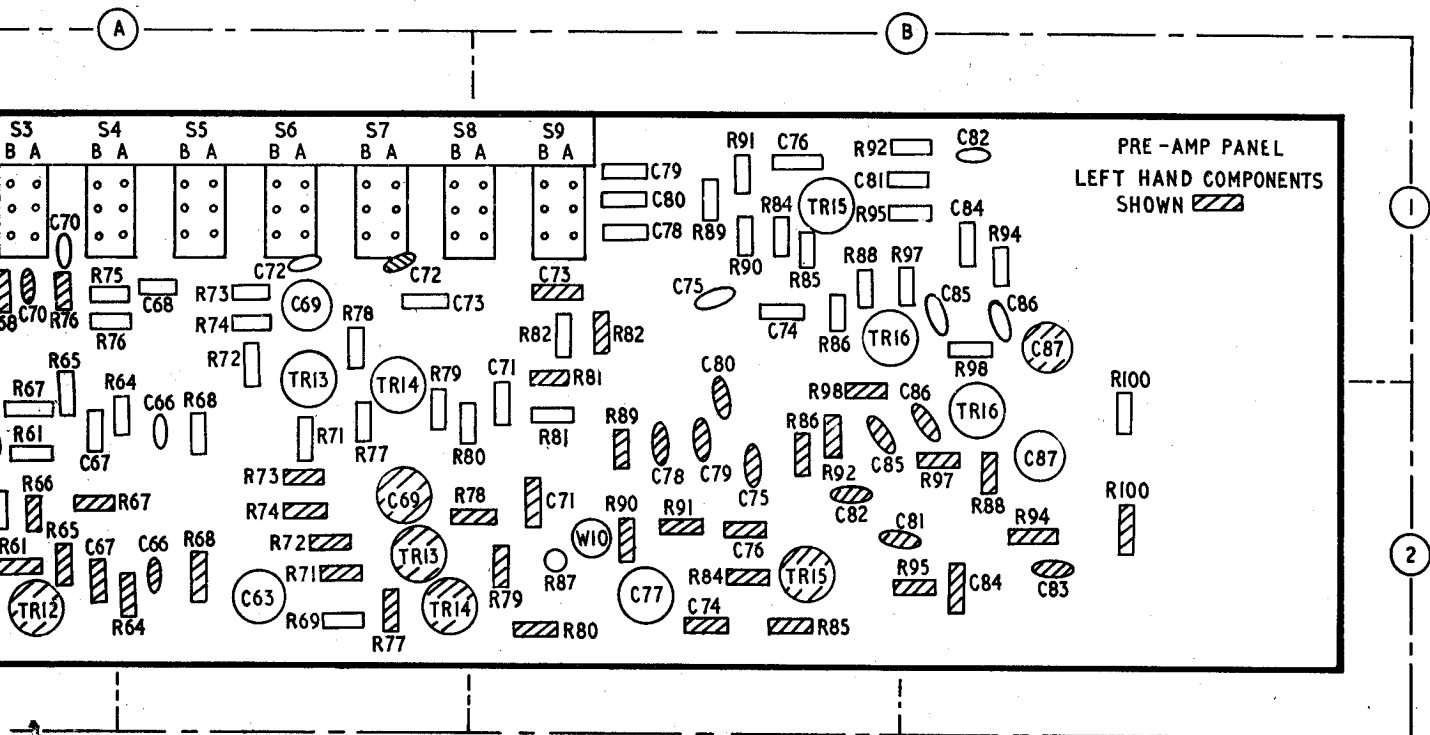 A
B
S3 S4 S5 S6 S7 S8 S9
B A B A B A B A B A B A B A
R91 C76 R92 C82
PRE-AMP PANEL
C79
C81
LEFT HAND COMPONENTS
C80 R84 TR15 R95 C84
SHOWN
1
C70
C78 R89 R94
R90 R85 R88 R97
R75 C72 C72 C73
C68 R73 C69 C73 C75 C85 C86
68 C70 R76
R74 R78 C74
R76 R82 R82 R86 TR16 C87
R72 R98
R65 R64 TR13 TR14 R79 C71 R81 C80 R100
R67 C66 R68 R98 C86 TR16
R61 R71 R77 R80 R81 R89 R86
C67 C78 C79 C75 R92 C85 R97 C87
R73
R66 R67 C69 R78 C71 R90 R91 C82 R88 R100
R74
R61 R65 C67 C66 R68 R72 TR13 W10 C76 C81 R94
R71 R87 R84 TR15 R95 C84 C83
2
TR12 C63 TR14 R79 C77
R64 R69 R77 R80 C74 R85